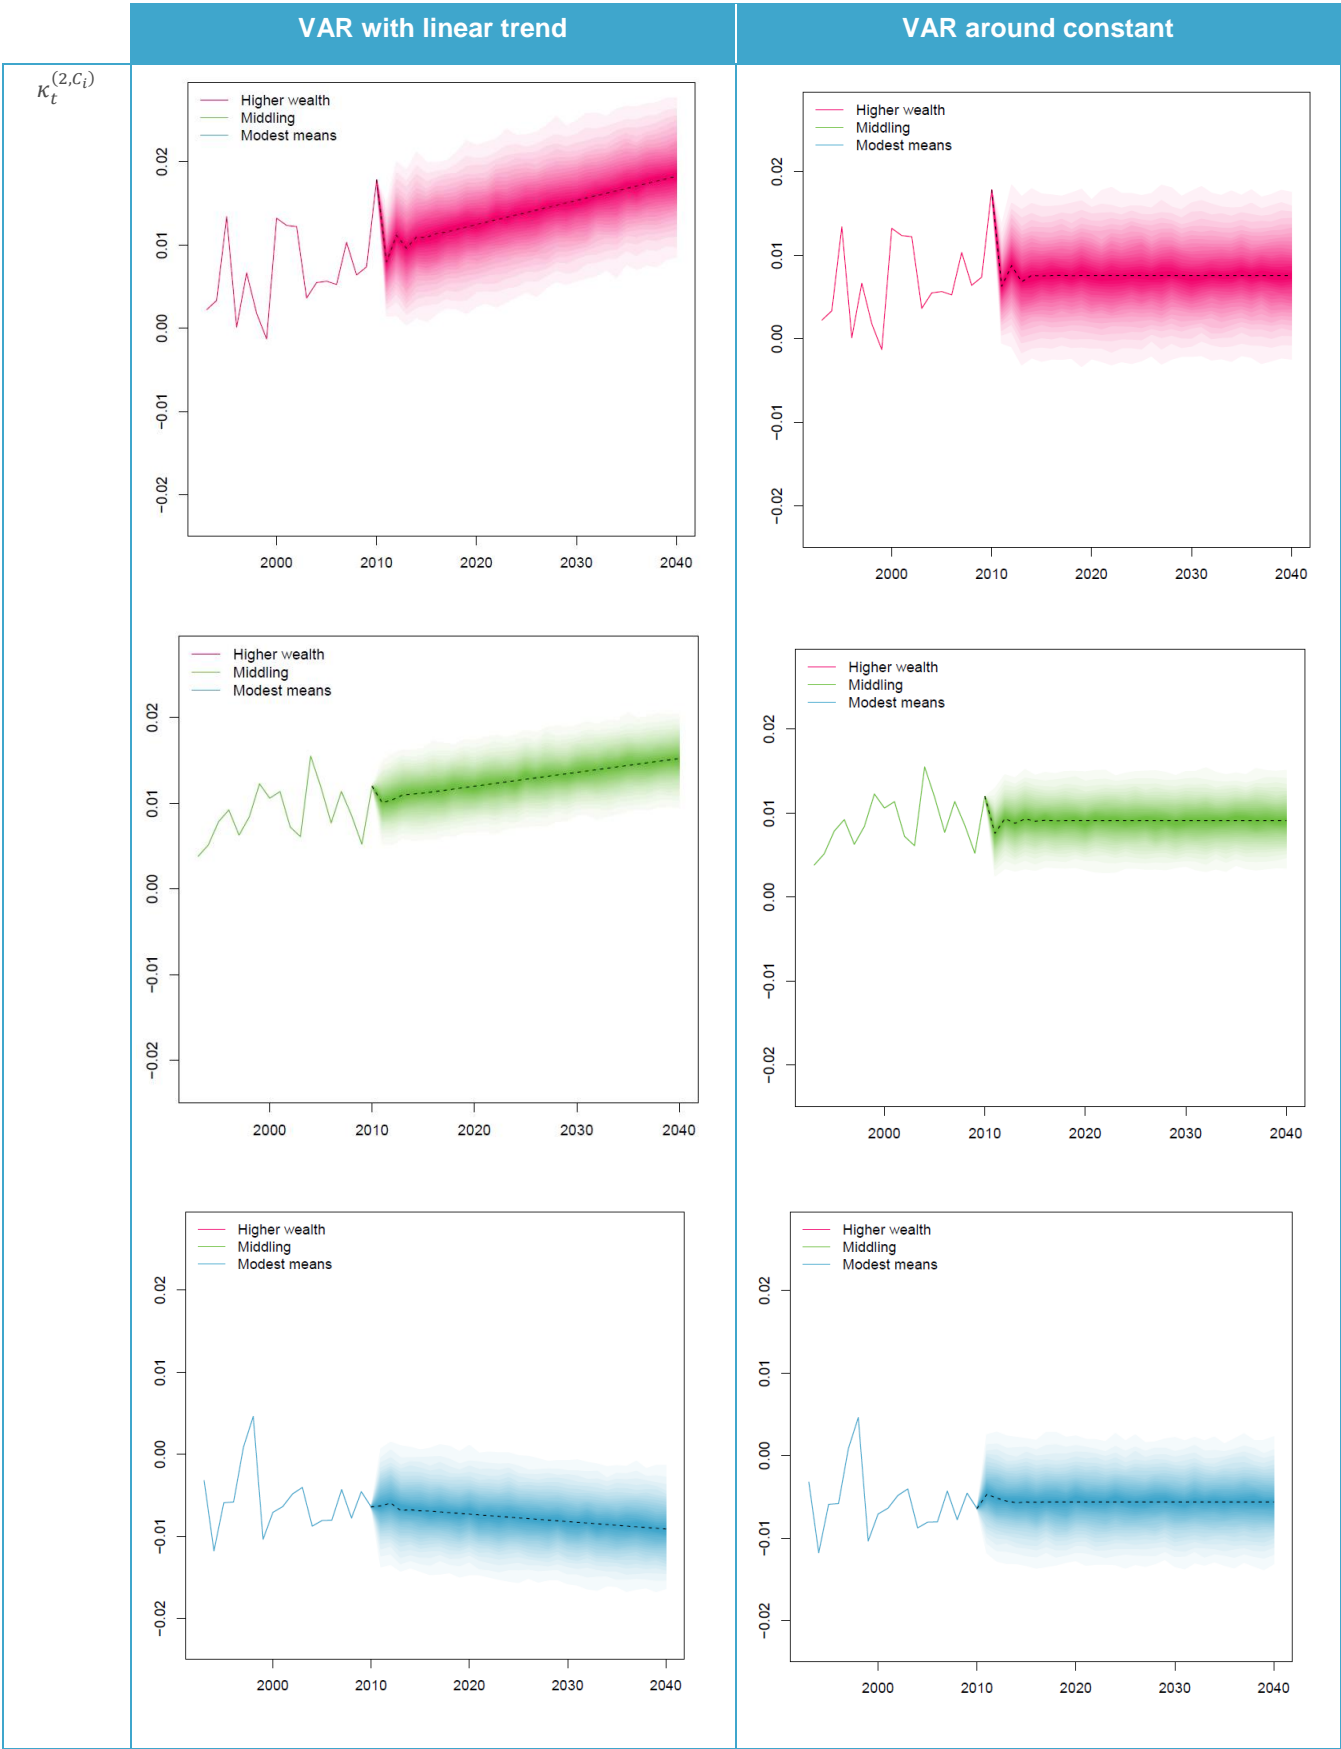 VAR with linear trend
VAR around constant
κ_t^(2,C_i)
Higher wealth
Middling
Modest means
0.02
0.01
0.00
−0.01
−0.02
2000 2010 2020 2030 2040
Higher wealth
Middling
Modest means
0.02
0.01
0.00
−0.01
−0.02
2000 2010 2020 2030 2040
Higher wealth
Middling
Modest means
0.02
0.01
0.00
−0.01
−0.02
2000 2010 2020 2030 2040
Higher wealth
Middling
Modest means
0.02
0.01
0.00
−0.01
−0.02
2000 2010 2020 2030 2040
Higher wealth
Middling
Modest means
0.02
0.01
0.00
−0.01
−0.02
2000 2010 2020 2030 2040
Higher wealth
Middling
Modest means
0.02
0.01
0.00
−0.01
−0.02
2000 2010 2020 2030 2040